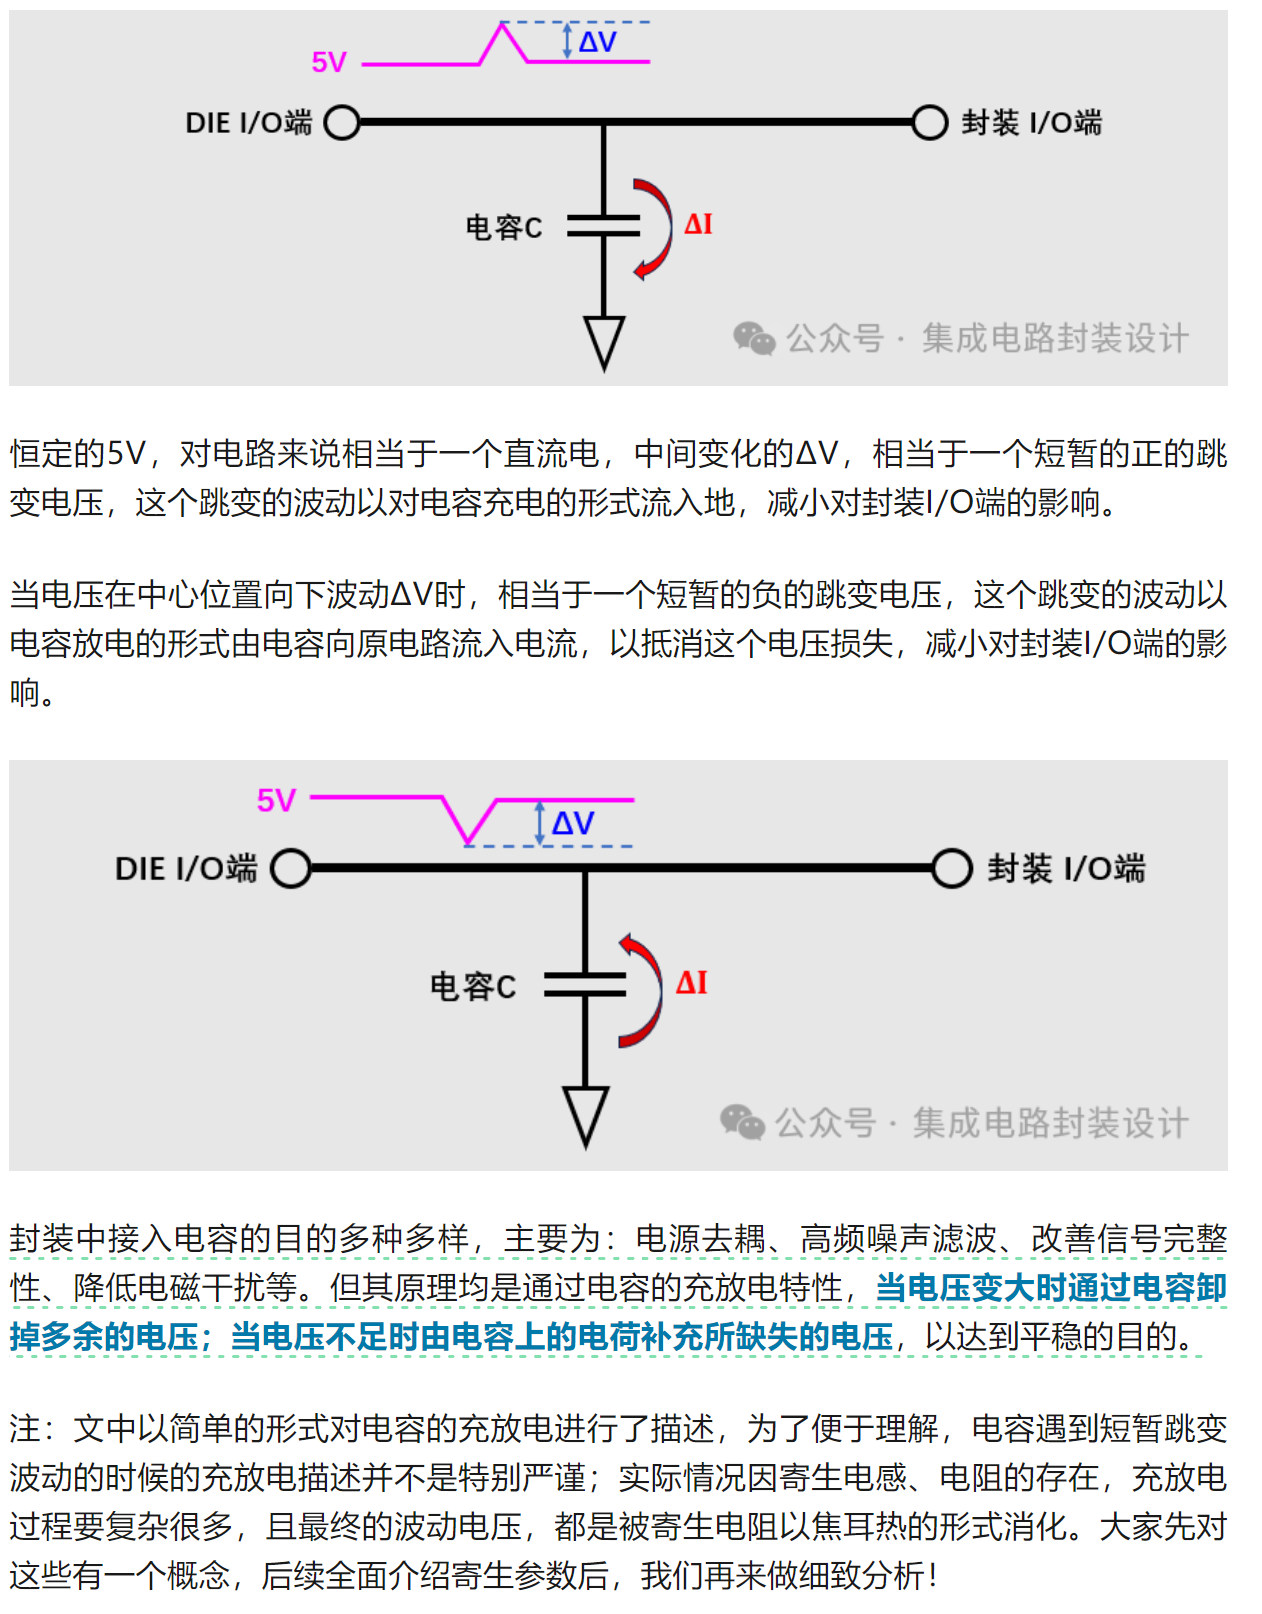 5V
ΔV
DIE I/O端
封装 I/O端
电容C
ΔI
公众号 · 集成电路封装设计
恒定的5V，对电路来说相当于一个直流电，中间变化的ΔV，相当于一个短暂的正的跳
变电压，这个跳变的波动以对电容充电的形式流入地，减小对封装I/O端的影响。
当电压在中心位置向下波动ΔV时，相当于一个短暂的负的跳变电压，这个跳变的波动以
电容放电的形式由电容向原电路流入电流，以抵消这个电压损失，减小对封装I/O端的影
响。
5V
ΔV
DIE I/O端
封装 I/O端
电容C
ΔI
公众号 · 集成电路封装设计
封装中接入电容的目的多种多样，主要为：电源去耦、高频噪声滤波、改善信号完整
性、降低电磁干扰等。但其原理均是通过电容的充放电特性，当电压变大时通过电容卸
掉多余的电压；当电压不足时由电容上的电荷补充所缺失的电压，以达到平稳的目的。
注：文中以简单的形式对电容的充放电进行了描述，为了便于理解，电容遇到短暂跳变
波动的时候的充放电描述并不是特别严谨；实际情况因寄生电感、电阻的存在，充放电
过程要复杂很多，且最终的波动电压，都是被寄生电阻以焦耳热的形式消化。大家先对
这些有一个概念，后续全面介绍寄生参数后，我们再来做细致分析！